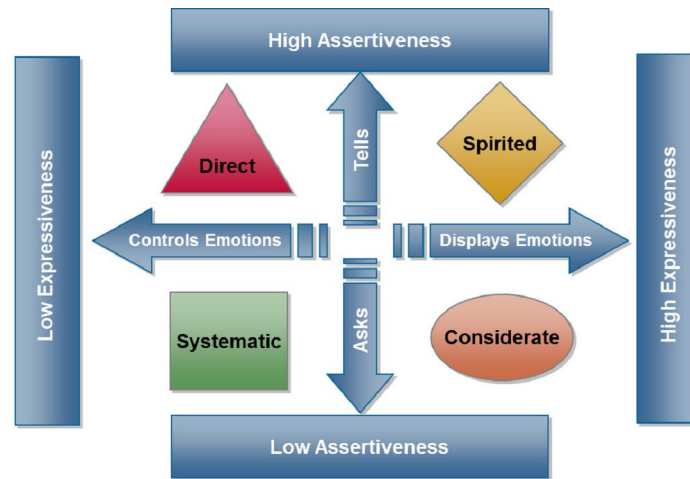 High Assertiveness
Low Expressiveness
Direct
Tells
Spirited
High Expressiveness
Controls Emotions
Displays Emotions
Systematic
Asks
Considerate
Low Assertiveness